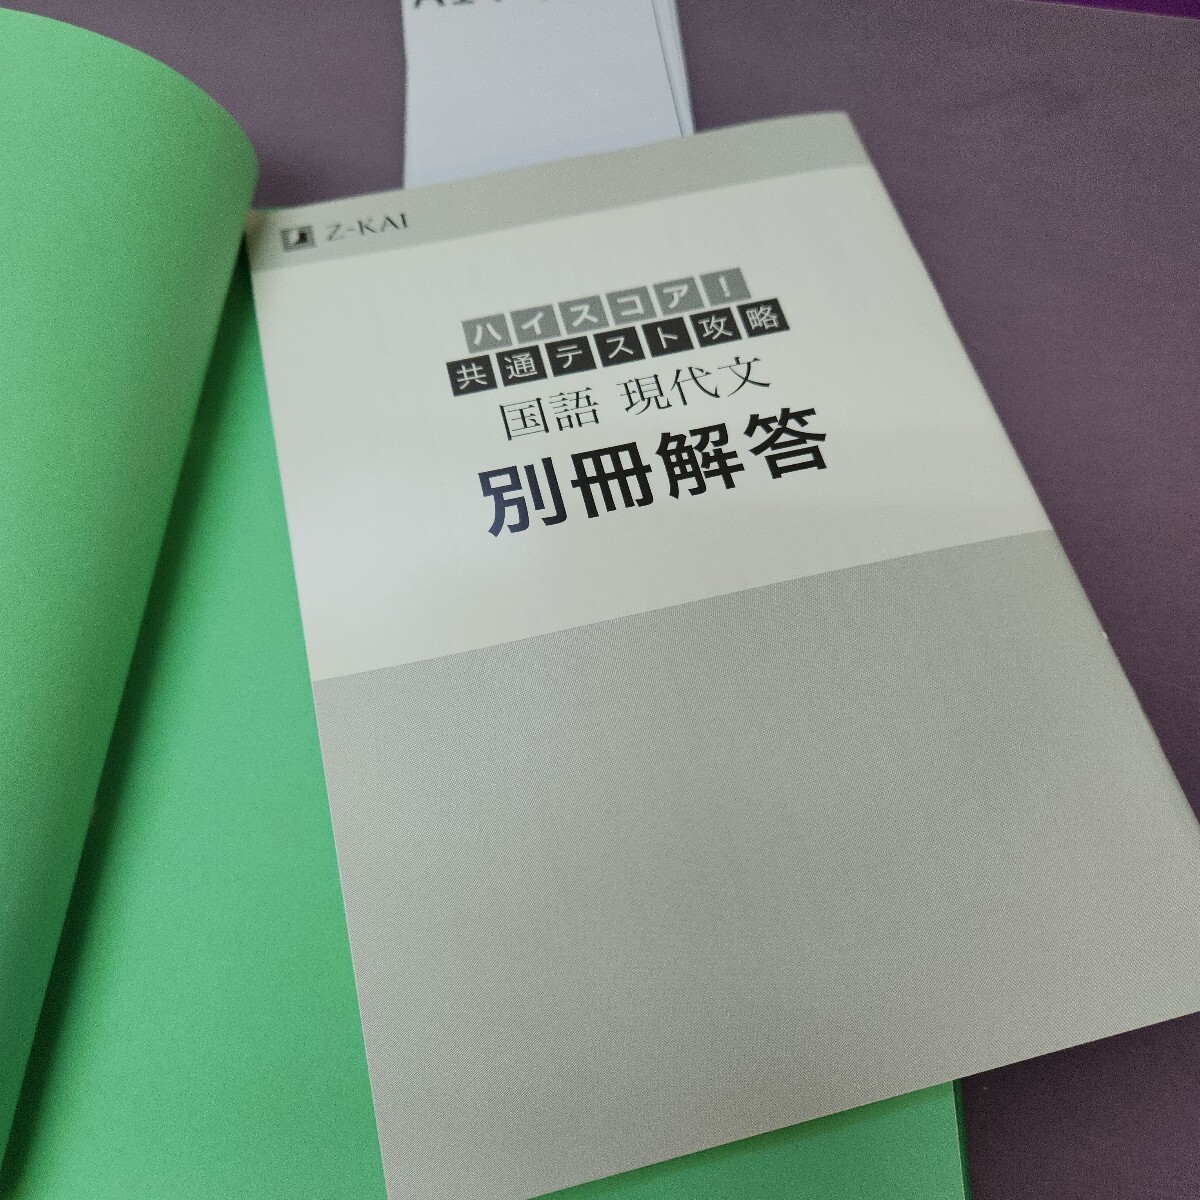 Z-KAI
ハイスコア!
共通テスト攻略
国語 現代文
別冊解答